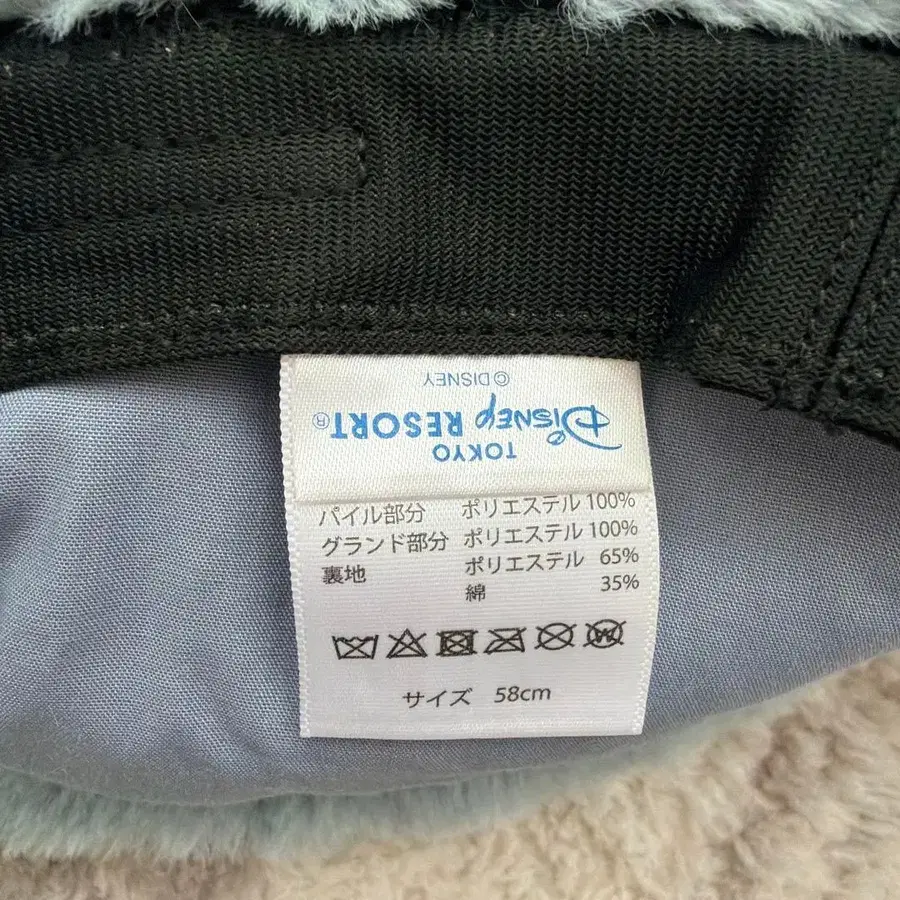 © DISNEY
TOKYO
DISNEY RESORT®
パイル部分 ポリエステル 100%
グランド部分 ポリエステル 100%
裏地 ポリエステル 65%
綿 35%
サイズ 58cm